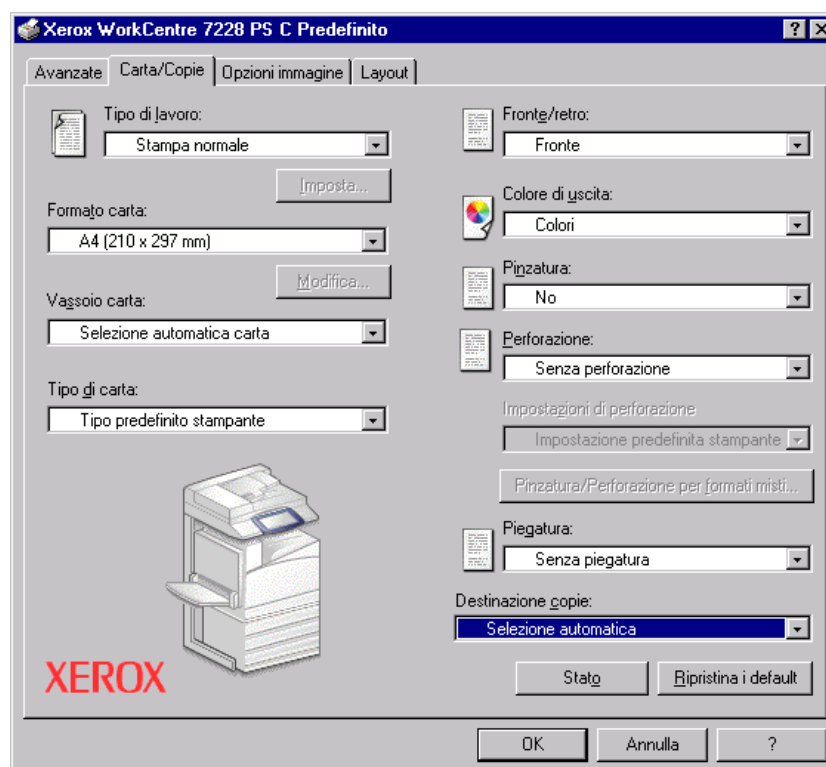 Xerox WorkCentre 7228 PS C Predefinito
Avanzate Carta/Copie Opzioni immagine Layout
Tipo di lavoro:
Stampa normale
Imposta...
Formato carta:
A4 (210 x 297 mm)
Modifica...
Vassoio carta:
Selezione automatica carta
Tipo di carta:
Tipo predefinito stampante
XEROX
Fronte/retro:
Fronte
Colore di uscita:
Colori
Pinzatura:
No
Perforazione:
Senza perforazione
Impostazioni di perforazione
Impostazione predefinita stampante
Pinzatura/Perforazione per formati misti...
Piegatura:
Senza piegatura
Destinazione copie:
Selezione automatica
Stato Ripristina i default
OK Annulla ?